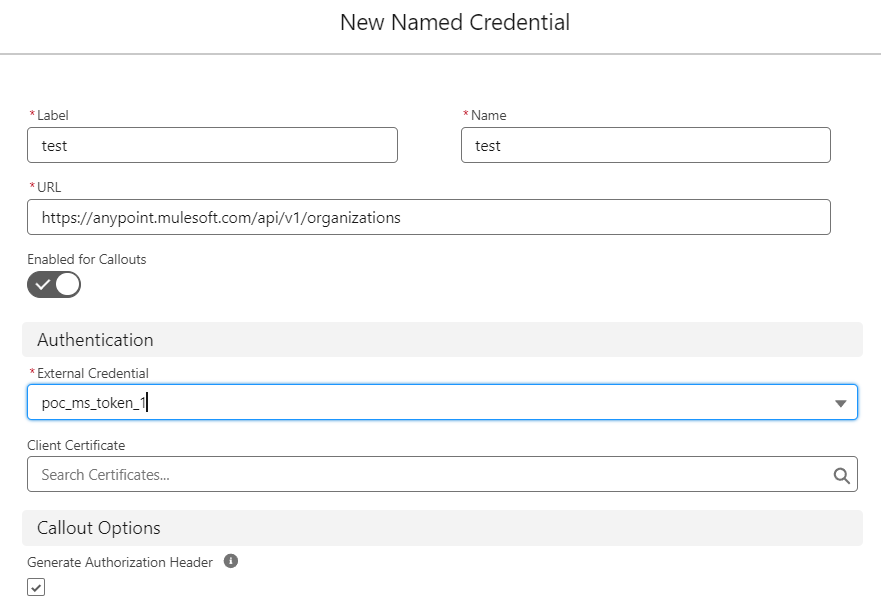 New Named Credential
*Label
*Name
test
test
*URL
https://anypoint.mulesoft.com/api/v1/organizations
Enabled for Callouts
Authentication
*External Credential
poc_ms_token_1
Client Certificate
Search Certificates...
Callout Options
Generate Authorization Header